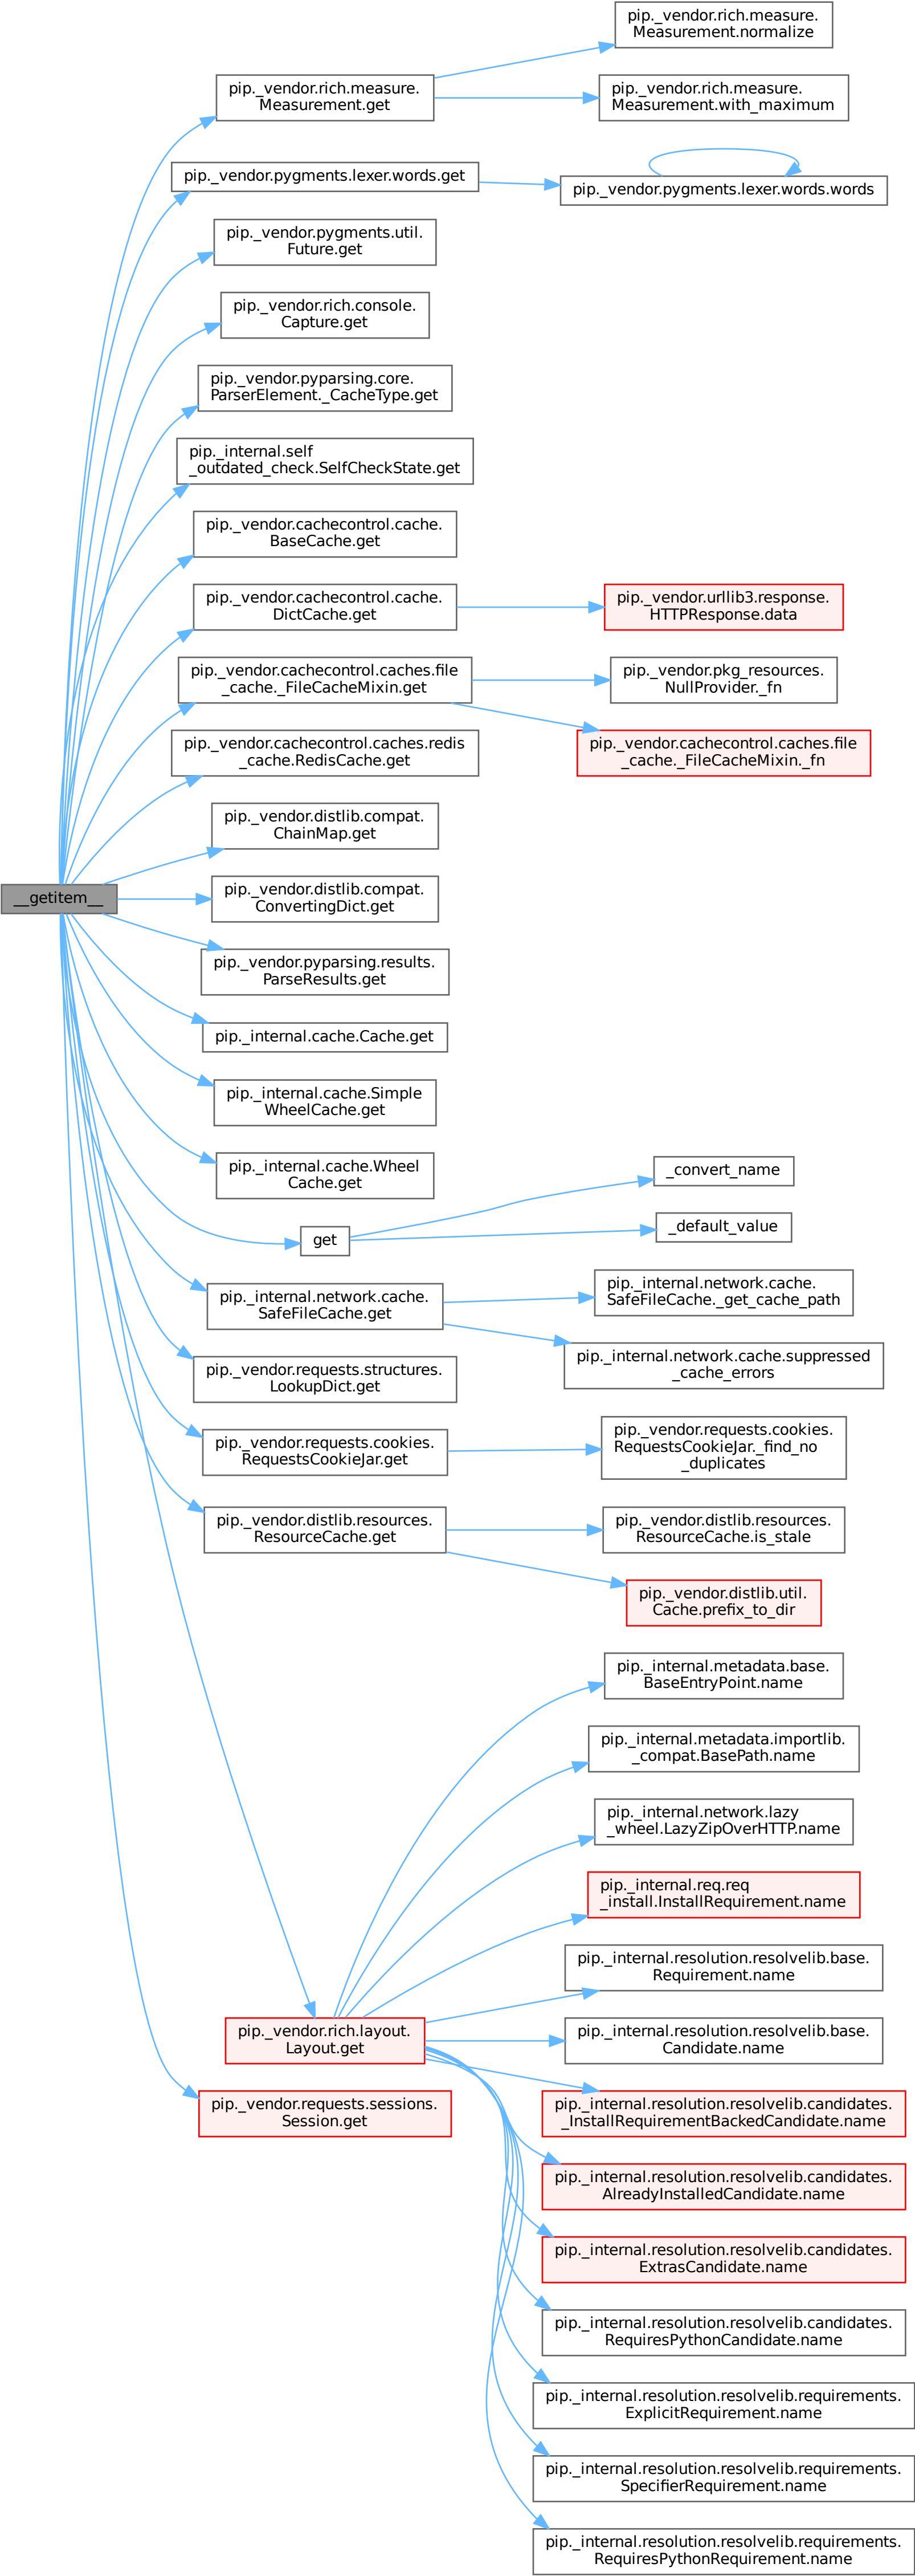 pip._vendor.rich.measure.
Measurement.normalize
pip._vendor.rich.measure.
Measurement.get
pip._vendor.rich.measure.
Measurement.with_maximum
pip._vendor.pygments.lexer.words.get
pip._vendor.pygments.lexer.words.words
pip._vendor.pygments.util.
Future.get
pip._vendor.rich.console.
Capture.get
pip._vendor.pyparsing.core.
ParserElement._CacheType.get
pip._internal.self
_outdated_check.SelfCheckState.get
pip._vendor.cachecontrol.cache.
BaseCache.get
pip._vendor.cachecontrol.cache.
DictCache.get
pip._vendor.urllib3.response.
HTTPResponse.data
pip._vendor.cachecontrol.caches.file
_cache._FileCacheMixin.get
pip._vendor.pkg_resources.
NullProvider._fn
pip._vendor.cachecontrol.caches.redis
_cache.RedisCache.get
pip._vendor.cachecontrol.caches.file
_cache._FileCacheMixin._fn
pip._vendor.distlib.compat.
ChainMap.get
__getitem__
pip._vendor.distlib.compat.
ConvertingDict.get
pip._vendor.pyparsing.results.
ParseResults.get
pip._internal.cache.Cache.get
pip._internal.cache.Simple
WheelCache.get
pip._internal.cache.Wheel
Cache.get
_convert_name
get
_default_value
pip._internal.network.cache.
SafeFileCache.get
pip._internal.network.cache.
SafeFileCache._get_cache_path
pip._internal.network.cache.suppressed
_cache_errors
pip._vendor.requests.structures.
LookupDict.get
pip._vendor.requests.cookies.
RequestsCookieJar.get
pip._vendor.requests.cookies.
RequestsCookieJar._find_no
_duplicates
pip._vendor.distlib.resources.
ResourceCache.get
pip._vendor.distlib.resources.
ResourceCache.is_stale
pip._vendor.distlib.util.
Cache.prefix_to_dir
pip._internal.metadata.base.
BaseEntryPoint.name
pip._internal.metadata.importlib.
_compat.BasePath.name
pip._internal.network.lazy
_wheel.LazyZipOverHTTP.name
pip._internal.req.req
_install.InstallRequirement.name
pip._internal.resolution.resolvelib.base.
Requirement.name
pip._vendor.rich.layout.
Layout.get
pip._internal.resolution.resolvelib.base.
Candidate.name
pip._vendor.requests.sessions.
Session.get
pip._internal.resolution.resolvelib.candidates.
_InstallRequirementBackedCandidate.name
pip._internal.resolution.resolvelib.candidates.
AlreadyInstalledCandidate.name
pip._internal.resolution.resolvelib.candidates.
ExtrasCandidate.name
pip._internal.resolution.resolvelib.candidates.
RequiresPythonCandidate.name
pip._internal.resolution.resolvelib.requirements.
ExplicitRequirement.name
pip._internal.resolution.resolvelib.requirements.
SpecifierRequirement.name
pip._internal.resolution.resolvelib.requirements.
RequiresPythonRequirement.name